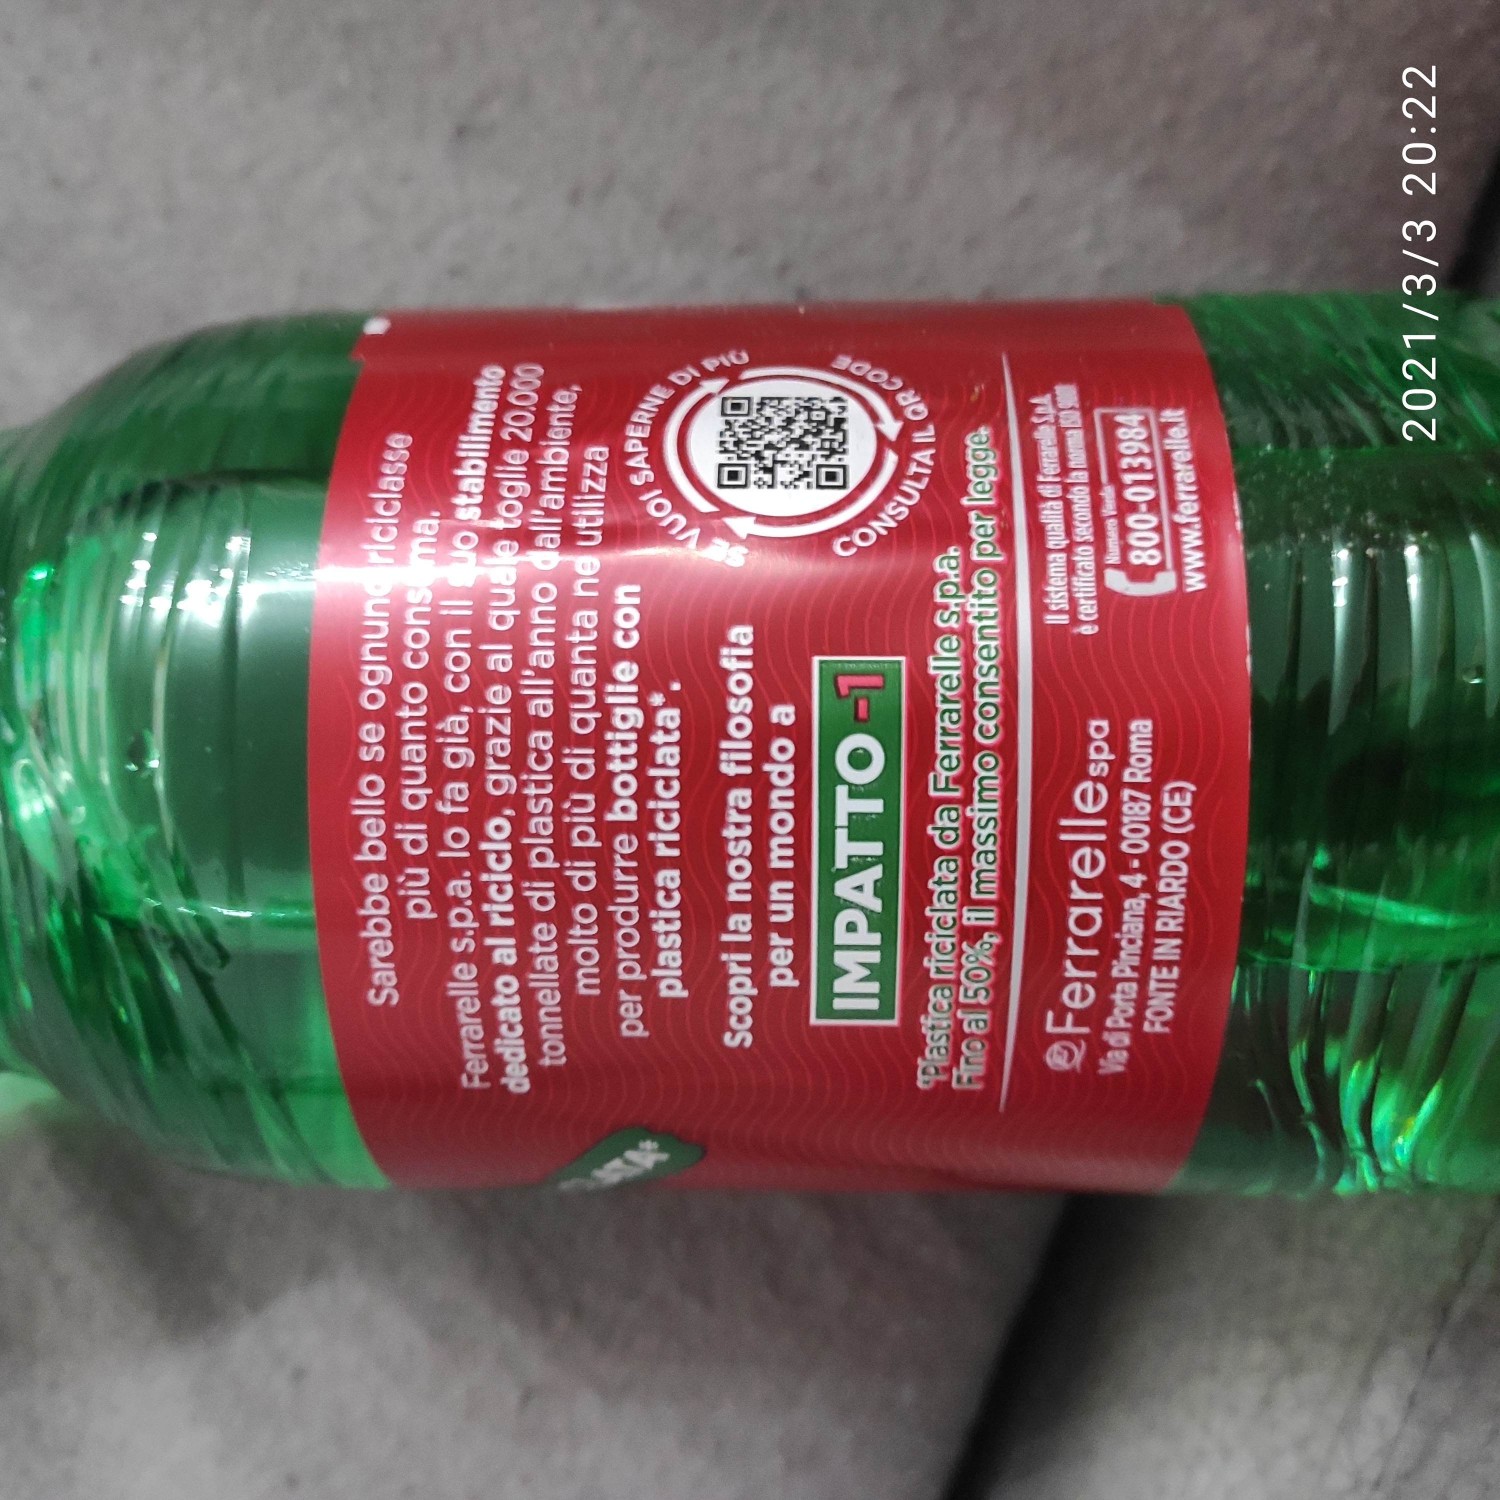 Sarebbe bello se ognuno riciclasse
più di quanto consuma.
Ferrarelle s.p.a. lo fa già, con il suo stabilimento
dedicato al riciclo, grazie al quale toglie 20.000
tonnellate di plastica all'anno dall'ambiente,
molto di più di quanta ne utilizza
per produrre bottiglie con
plastica riciclata*.
SE VUOI SAPERNE DI PIÙ
CONSULTA IL QR CODE
Scopri la nostra filosofia
per un mondo a
IMPATTO -1
*Plastica riciclata da Ferrarelle s.p.a.
Fino al 50%, il massimo consentito per legge.
Ferrarelle spa
Via di Porta Pinciana, 4 - 00187 Roma
FONTE IN RIARDO (CE)
Il sistema qualità di Ferrarelle S.p.A.
è certificato secondo la norma ISO 9001
Numero Verde
800-013984
www.ferrarelle.it
2021/3/3 20:22